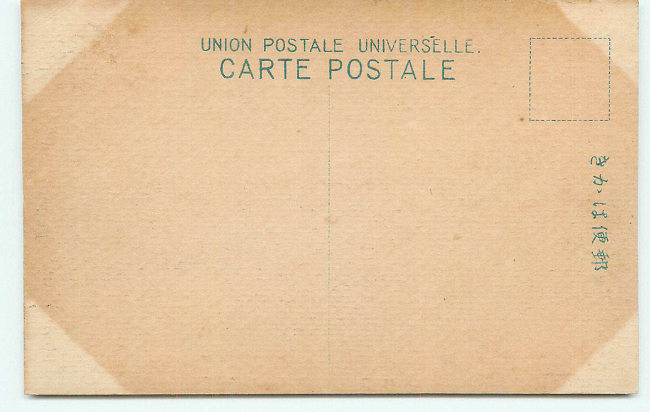 UNION POSTALE UNIVERSELLE.
CARTE POSTALE
きかは便郵